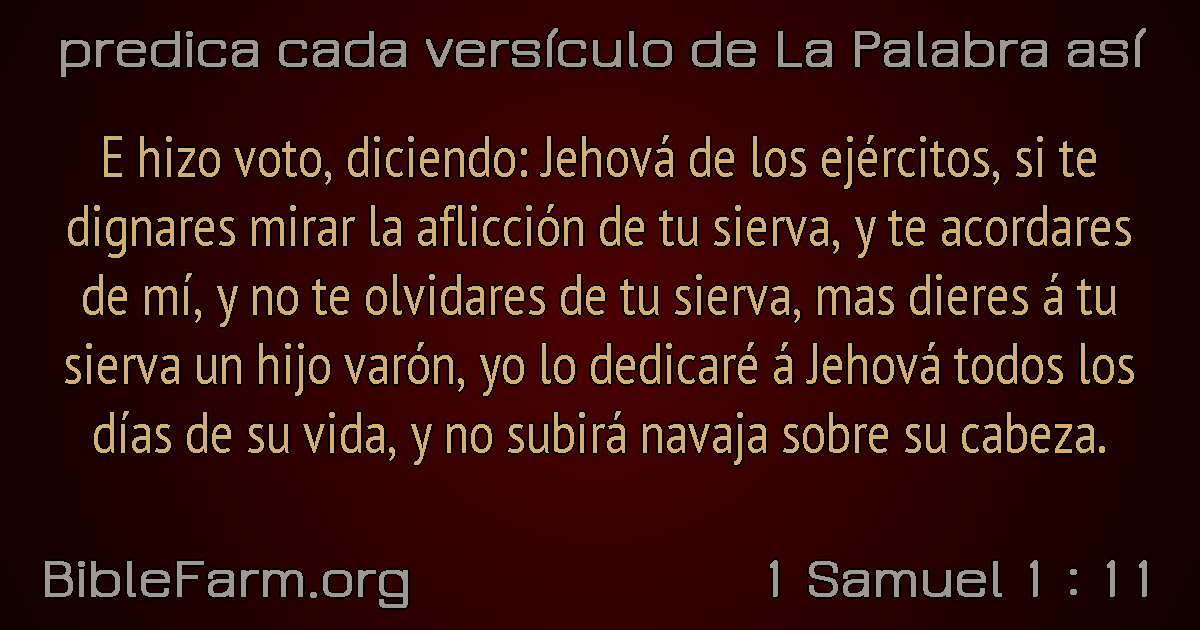 predica cada versículo de La Palabra así
E hizo voto, diciendo: Jehová de los ejércitos, si te
dignares mirar la aflicción de tu sierva, y te acordares
de mí, y no te olvidares de tu sierva, mas dieres á tu
sierva un hijo varón, yo lo dedicaré á Jehová todos los
días de su vida, y no subirá navaja sobre su cabeza.
BibleFarm.org
1 Samuel 1 : 11